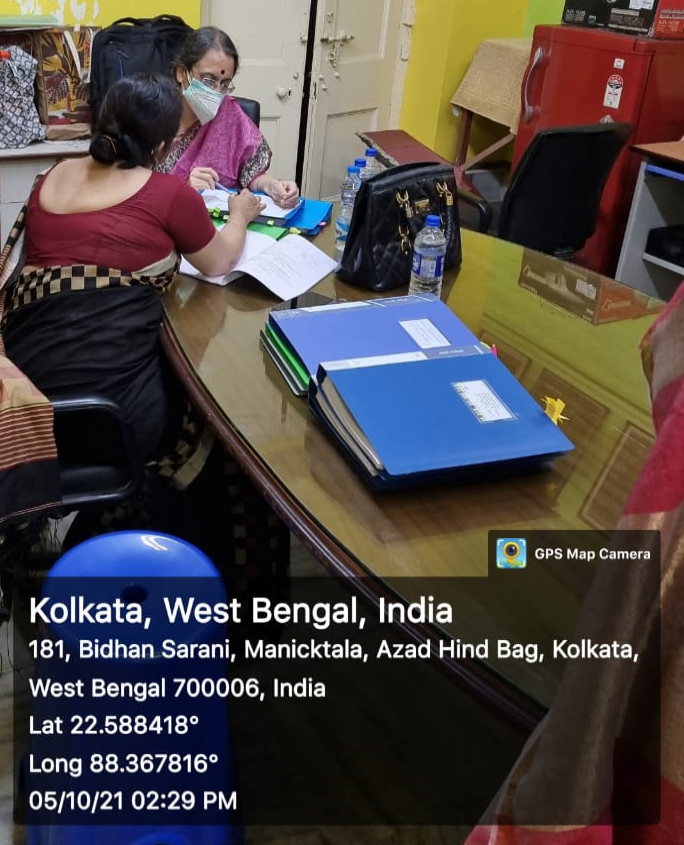 GPS Map Camera
Kolkata, West Bengal, India
181, Bidhan Sarani, Manicktala, Azad Hind Bag, Kolkata,
West Bengal 700006, India
Lat 22.588418°
Long 88.367816°
05/10/21 02:29 PM